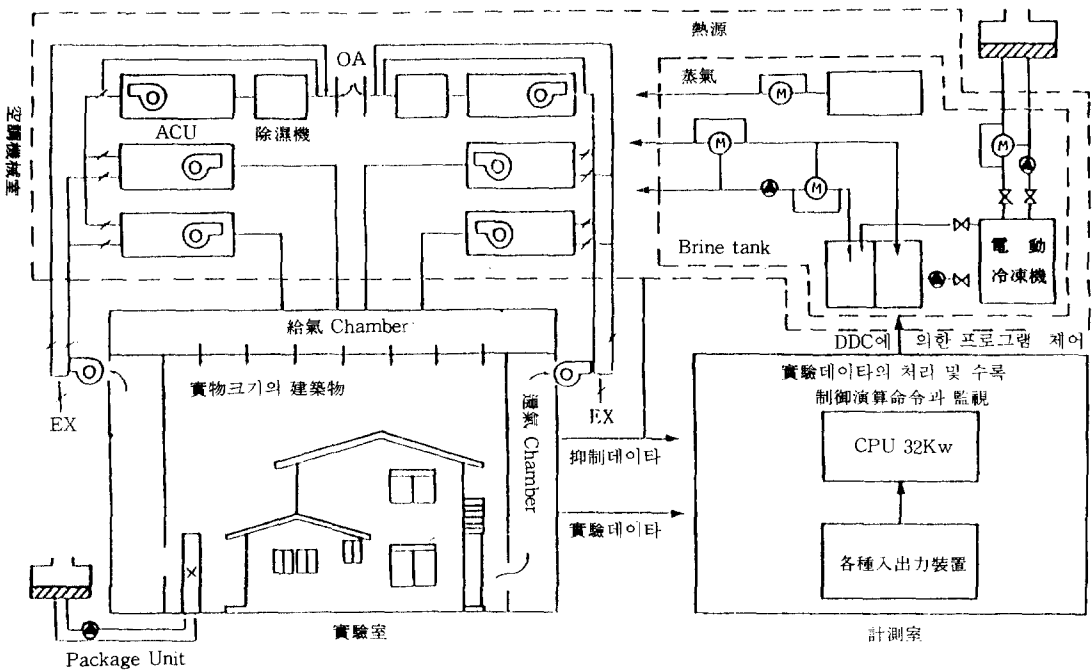 熱源
OA
蒸氣
ACU
除濕機
空調機械室
M
M
M
M
Brine tank
電動
冷凍機
給氣 Chamber
DDC에 의한 프로그램 제어
實物크기의 建築物
實驗데이타의 처리 및 수록
制御演算命令과 監視
EX
EX
還氣 Chamber
抑制데이타
CPU 32Kw
實驗데이타
各種入出力裝置
實驗室
計測室
Package Unit